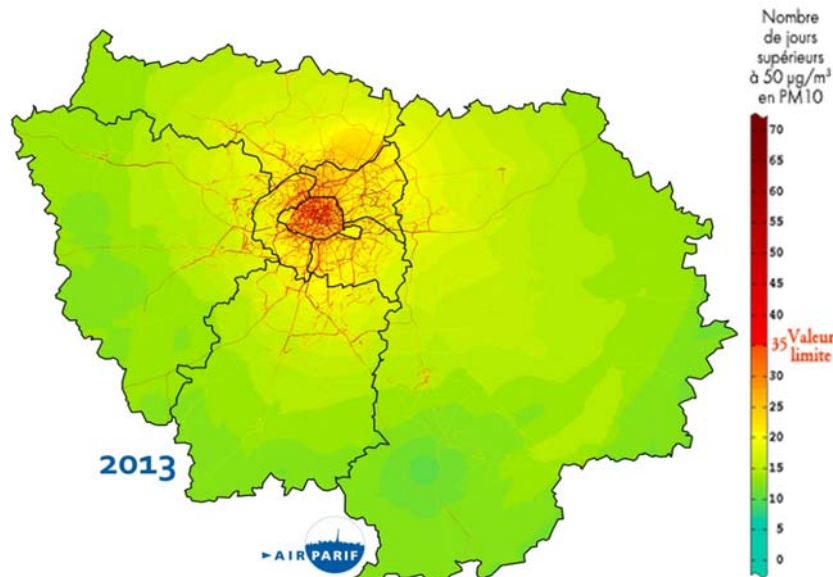 Nombre
de jours
supérieurs
à 50 µg/m³
en PM10
70
65
60
55
50
45
40
35 Valeur
limite
30
25
20
15
10
5
0
2013
AIRPARIF